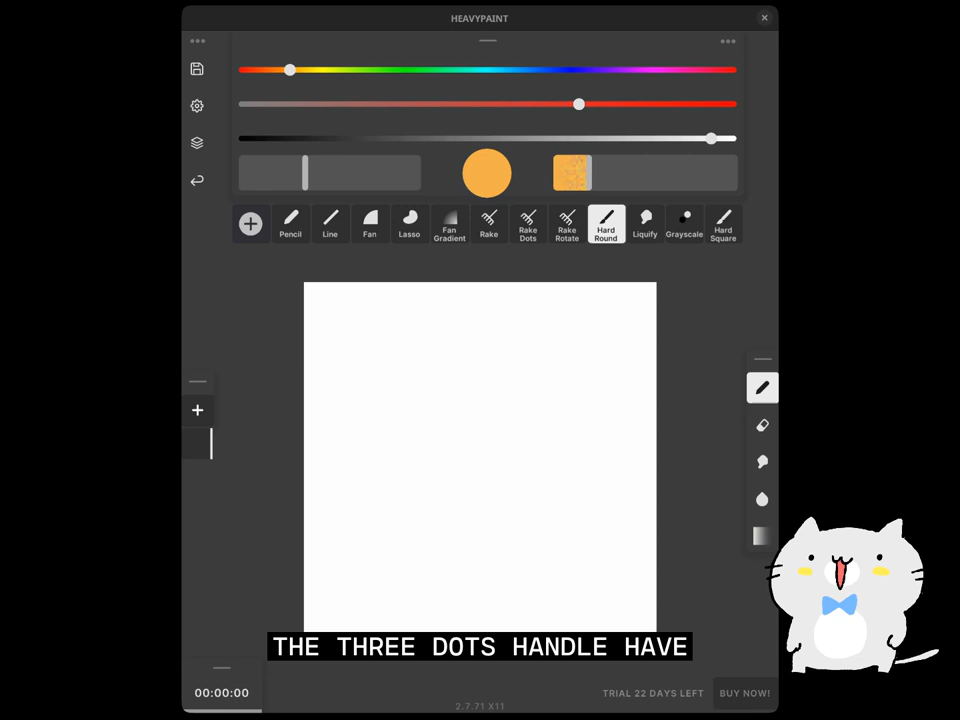 HEAVYPAINT
Pencil
Line
Fan
Lasso
Fan
Gradient
Rake
Rake
Dots
Rake
Rotate
Hard
Round
Liquify
Grayscale
Hard
Square
THE THREE DOTS HANDLE HAVE
00:00:00
TRIAL 22 DAYS LEFT
BUY NOW!
2.7.71 X11